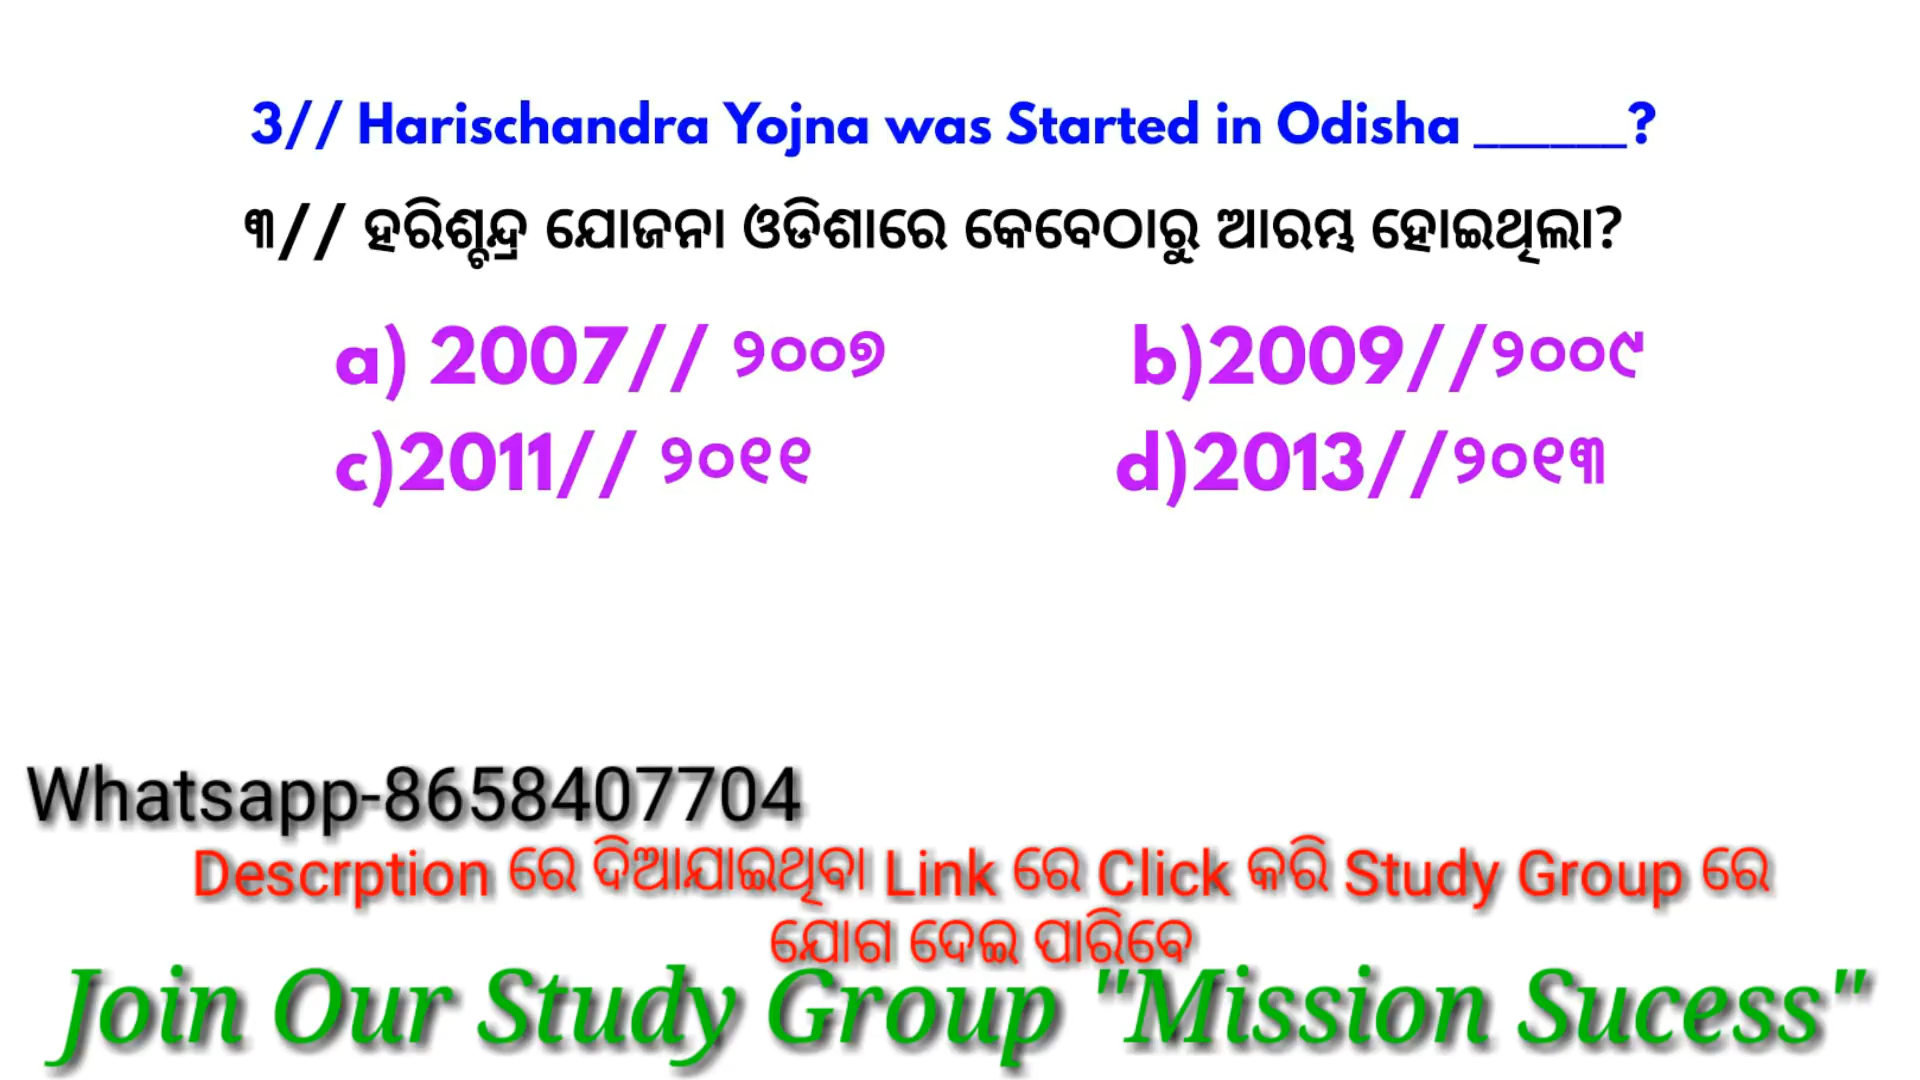 3// Harischandra Yojna was Started in Odisha ______?
୩// ହରିଶ୍ଚନ୍ଦ୍ର ଯୋଜନା ଓଡିଶାରେ କେବେଠାରୁ ଆରମ୍ଭ ହୋଇଥିଲା?
a) 2007// ୨୦୦୭ b)2009//୨୦୦୯
c)2011// ୨୦୧୧ d)2013//୨୦୧୩
Whatsapp-8658407704
Descrption ରେ ଦିଆଯାଇଥିବା Link ରେ Click କରି Study Group ରେ
ଯୋଗ ଦେଇ ପାରିବେ
Join Our Study Group "Mission Sucess"